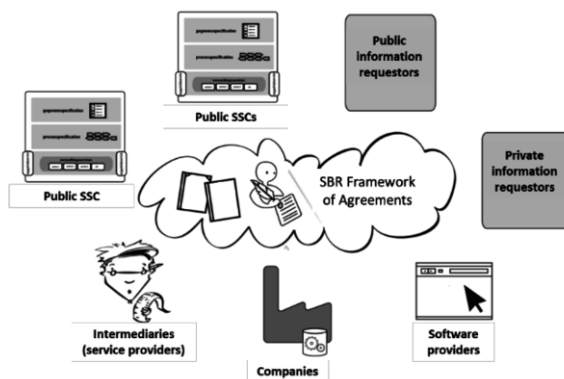 Public SSCs
Public
information
requestors
Public SSC
SBR Framework
of Agreements
Private
information
requestors
Intermediaries
(service providers)
Companies
Software
providers